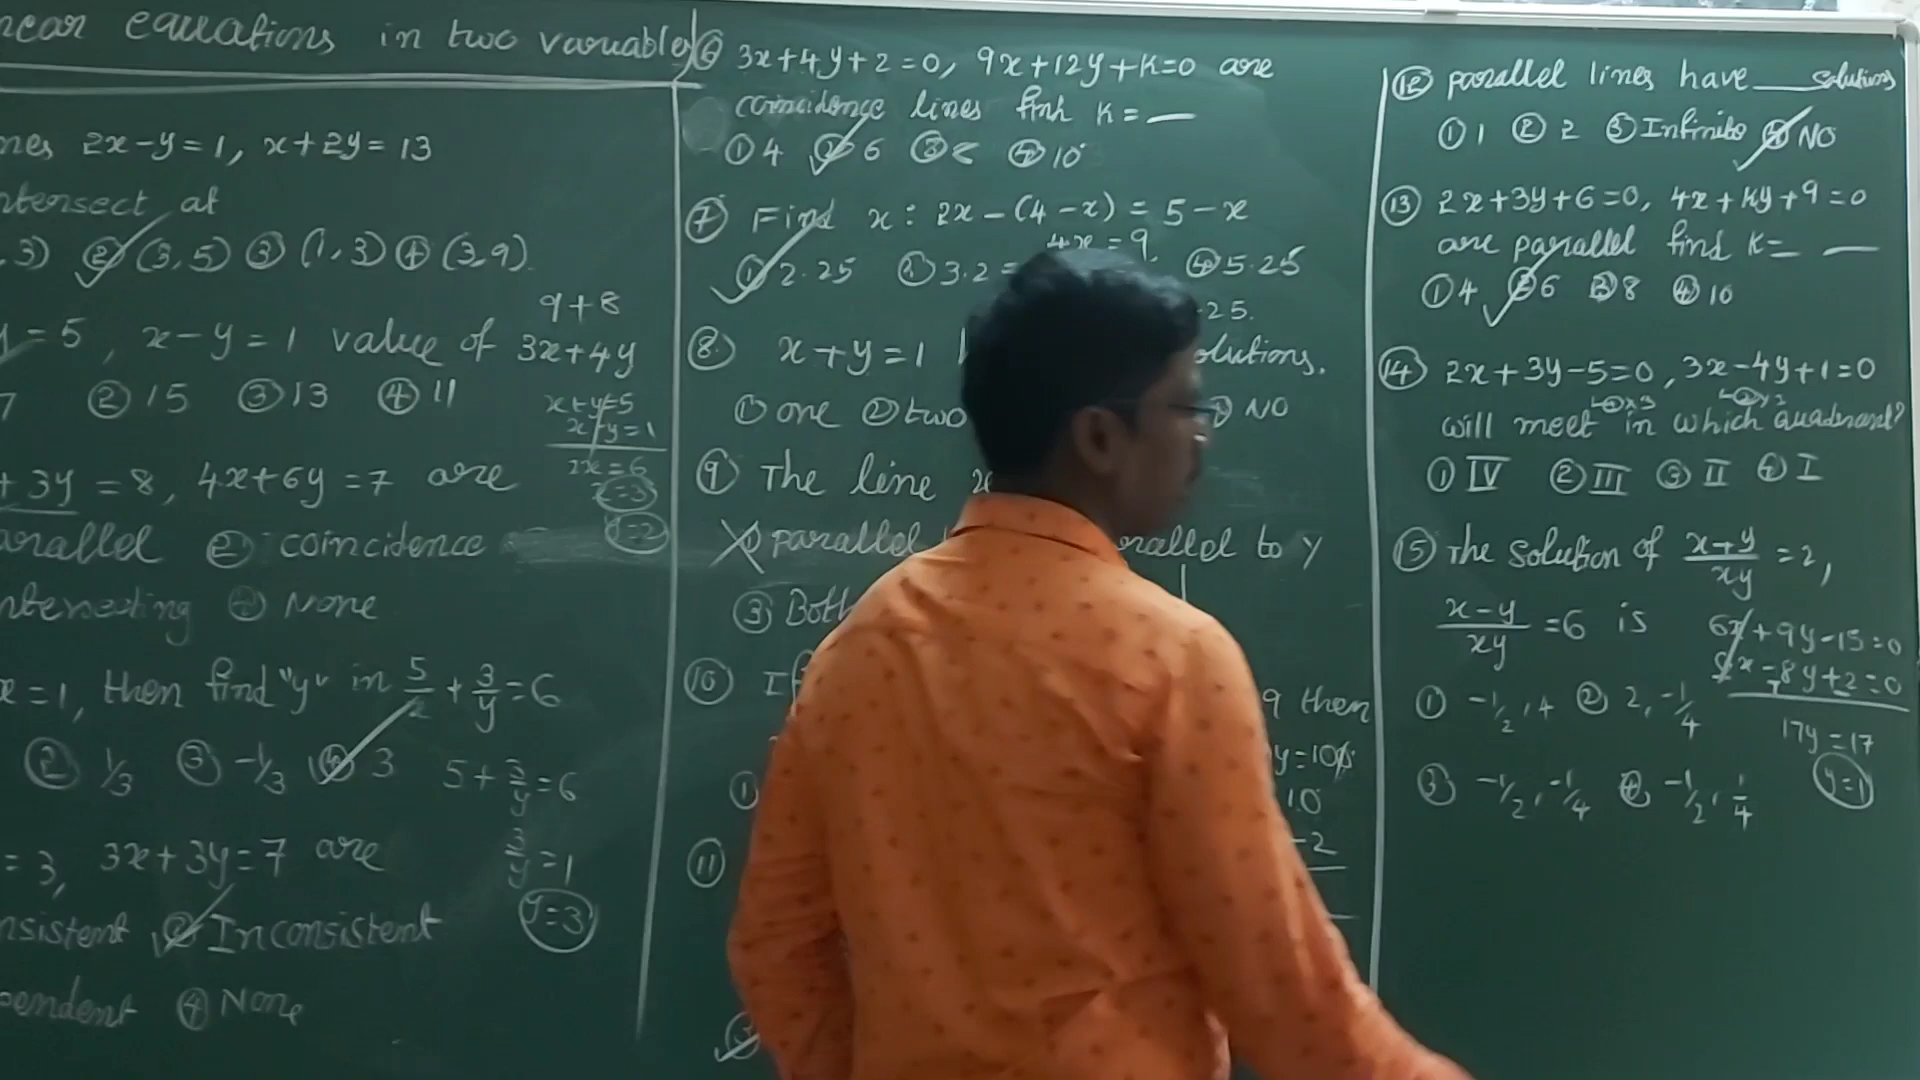 near equations in two variables
nes 2x-y=1, x+2y=13
ntersect at
,3) ② (3,5) ③ (1,3) ④ (3,9)
9+8
y=5, x-y=1 value of 3x+4y
7 ② 15 ③ 13 ④ 11
x+y=5
x-y=1
2x=6
x=3
y=2
+3y=8, 4x+6y=7 are
arallel ② coincidence
ntersecting ④ None
x=1, then find "y" in 5/x + 3/y = 6
② 1/3 ③ -1/3 ④ 3
5+3/y=6
3/y=1
y=3
=3, 3x+3y=7 are
nsistent ② Inconsistent
pendent ④ None
⑥ 3x+4y+2=0, 9x+12y+K=0 are
coincidence lines find K= __
① 4 ② 6 ③ 8 ④ 10
⑦ Find x: 2x-(4-x)=5-x
4x=9
① 2.25 ② 3.2 ④ 5.25
.25.
⑧ x+y=1 olutions.
① one ② two ④ NO
⑨ The line x
① parallel rallel to y
③ Both
⑩ If 9 then
y=10
10
①
⑪ -2
③
⑫ parallel lines have ___ solutions
① 1 ② 2 ③ Infinite ④ NO
⑬ 2x+3y+6=0, 4x+Ky+9=0
are parallel find K= __
① 4 ② 6 ③ 8 ④ 10
⑭ 2x+3y-5=0, 3x-4y+1=0
will meet in which quadrant?
① IV ② III ③ II ④ I
⑮ The solution of x+y/xy =2,
x-y/xy =6 is
6x+9y-15=0
6x-8y+2=0
17y=17
y=1
① -1/2, 4 ② 2, -1/4
③ -1/2, -1/4 ④ -1/2, 1/4